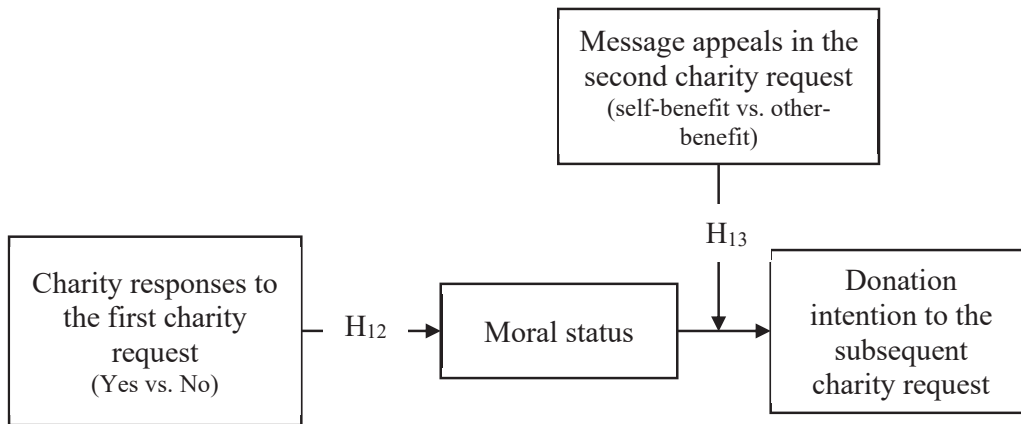 Message appeals in the
second charity request
(self-benefit vs. other-
benefit)
H₁₃
Charity responses to
the first charity
request
(Yes vs. No)
H₁₂
Moral status
Donation
intention to the
subsequent
charity request